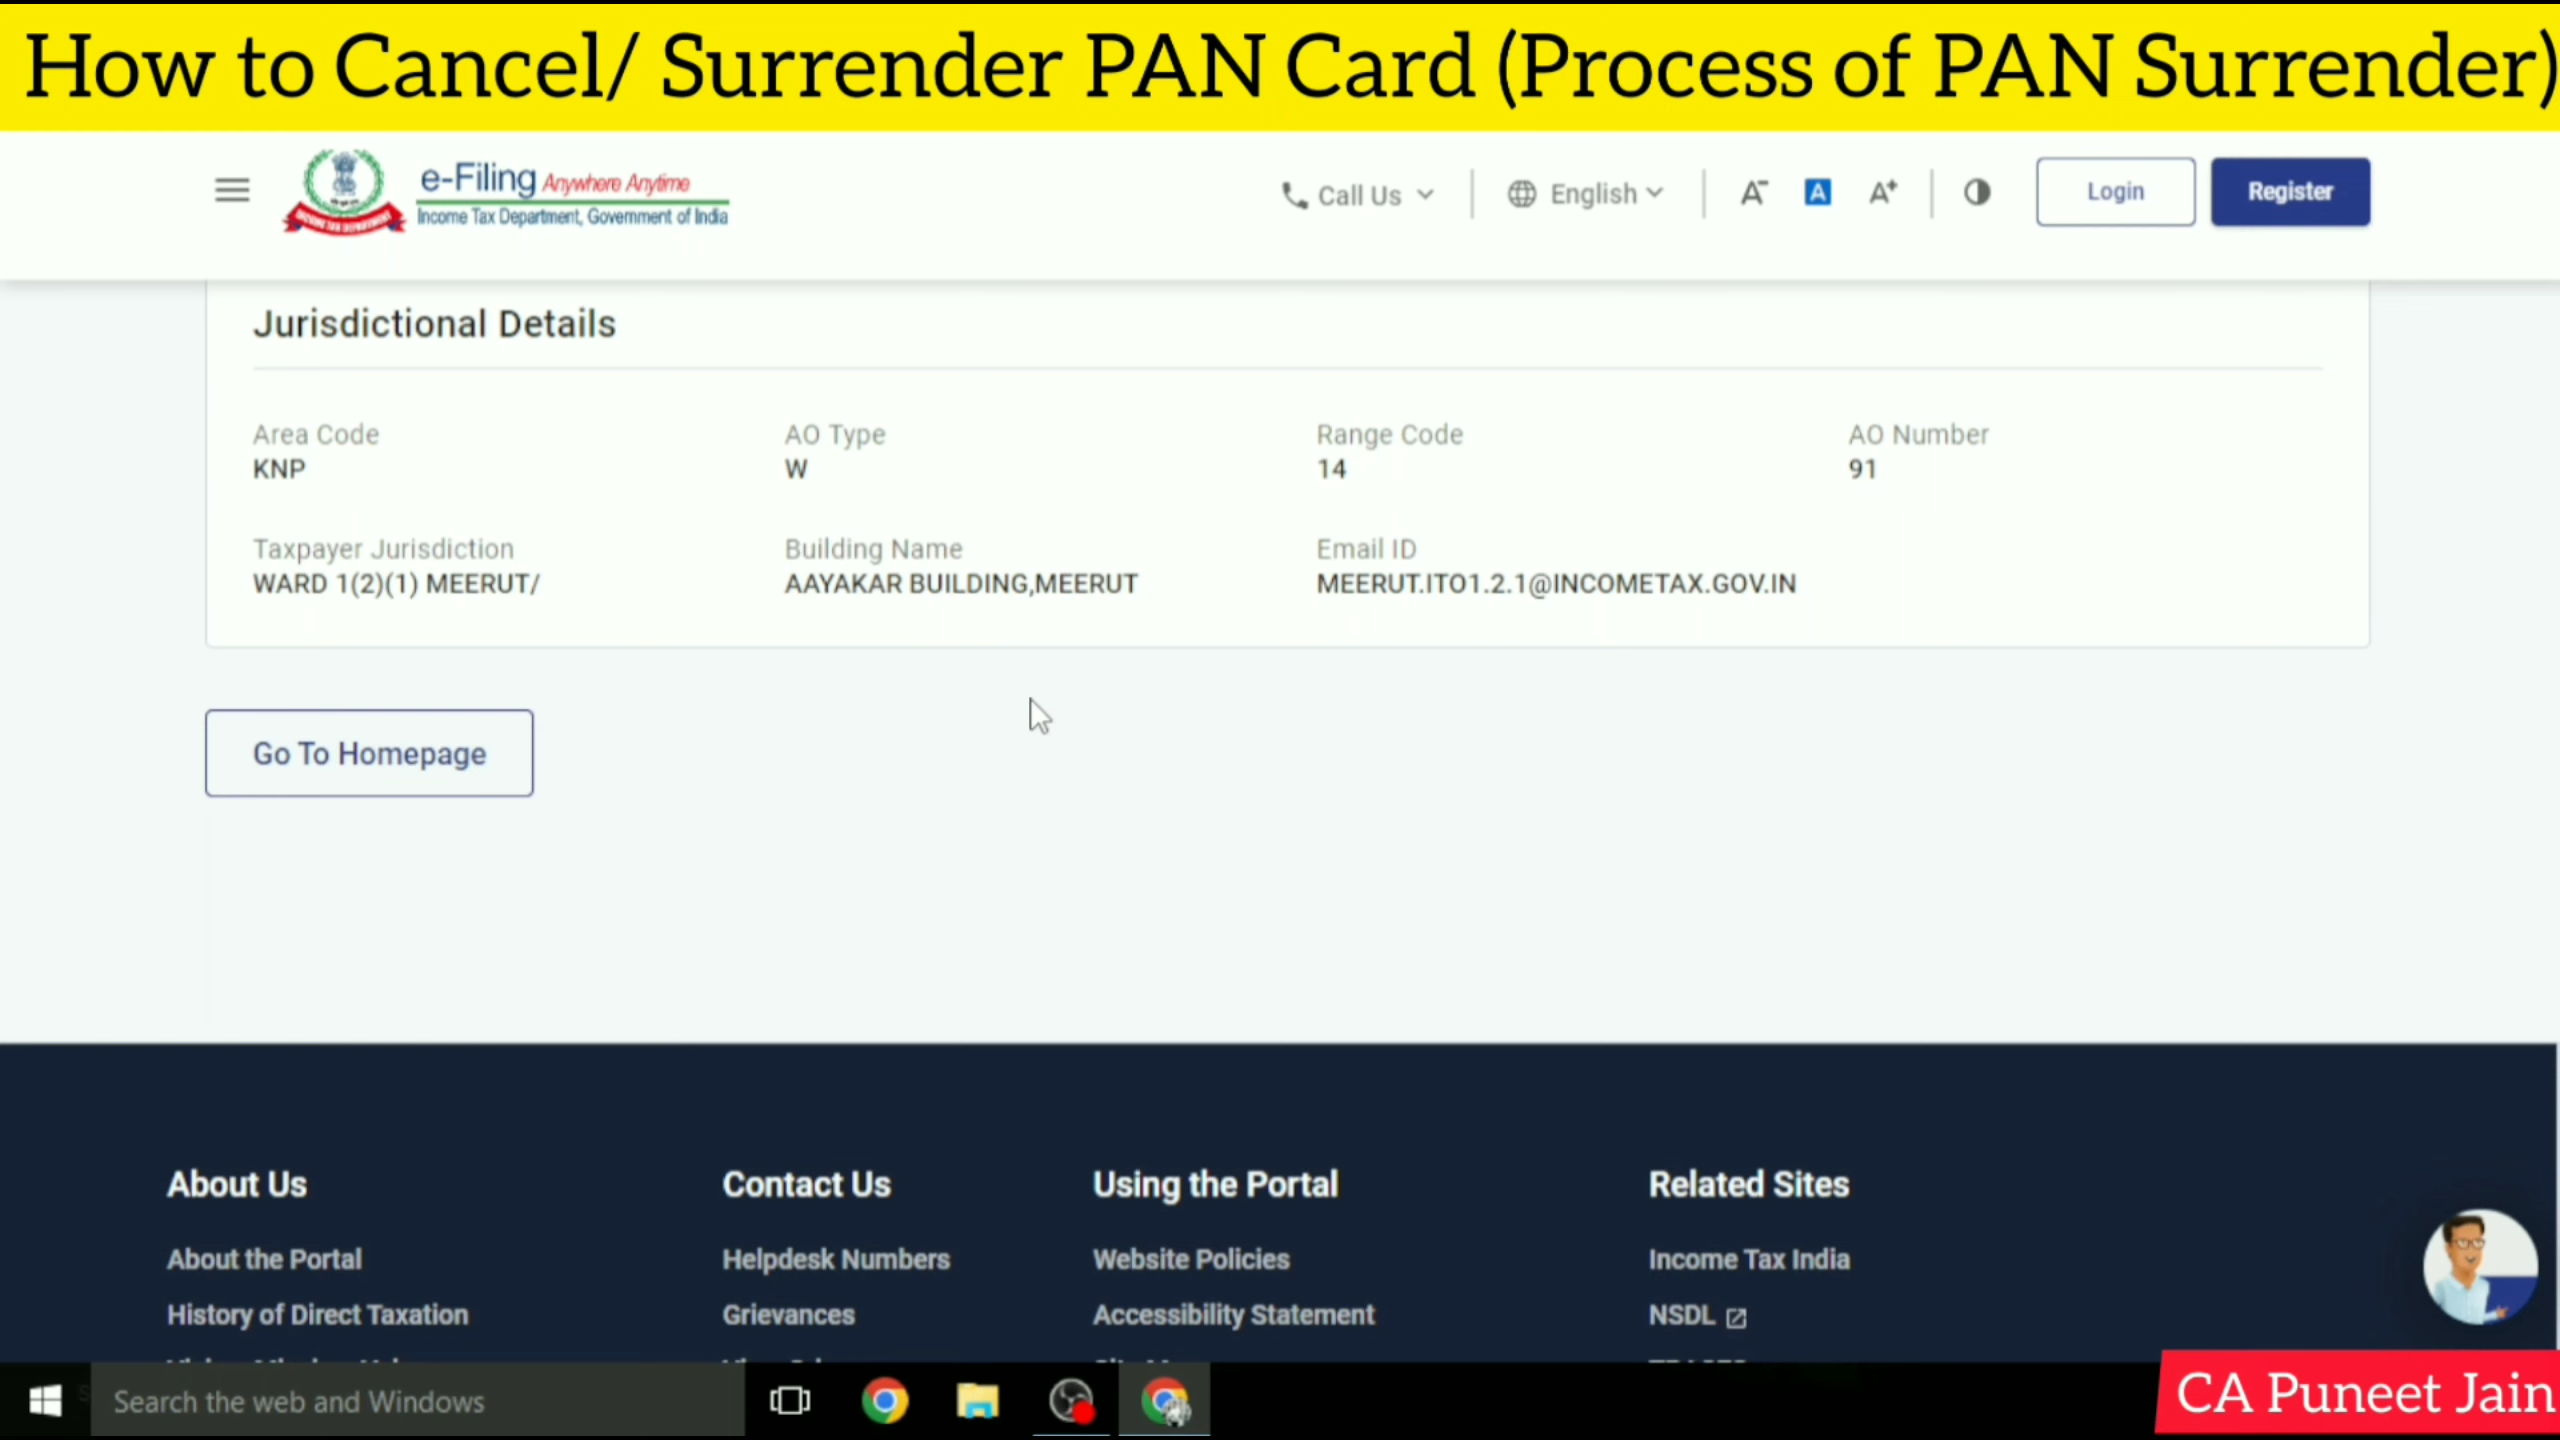 How to Cancel/ Surrender PAN Card (Process of PAN Surrender)
e-Filing Anywhere Anytime
Income Tax Department, Government of India
Call Us
English
A-
A
A+
Login
Register
INCOME TAX DEPARTMENT
Jurisdictional Details
Area Code
AO Type
Range Code
AO Number
KNP
W
14
91
Taxpayer Jurisdiction
Building Name
Email ID
WARD 1(2)(1) MEERUT/
AAYAKAR BUILDING,MEERUT
MEERUT.ITO1.2.1@INCOMETAX.GOV.IN
Go To Homepage
About Us
Contact Us
Using the Portal
Related Sites
About the Portal
Helpdesk Numbers
Website Policies
Income Tax India
History of Direct Taxation
Grievances
Accessibility Statement
NSDL
Search the web and Windows
CA Puneet Jain